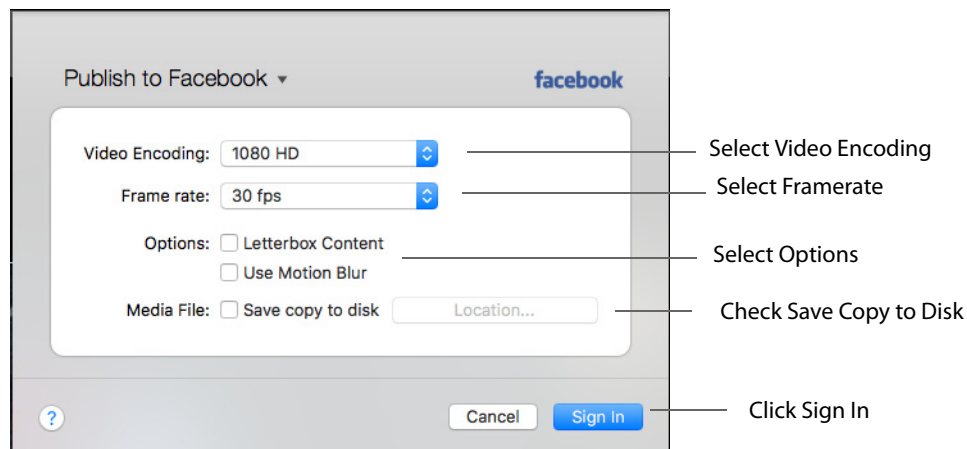 Publish to Facebook
facebook
Video Encoding: 1080 HD
Select Video Encoding
Frame rate: 30 fps
Select Framerate
Options: Letterbox Content
Use Motion Blur
Select Options
Media File: Save copy to disk Location...
Check Save Copy to Disk
? Cancel Sign In
Click Sign In